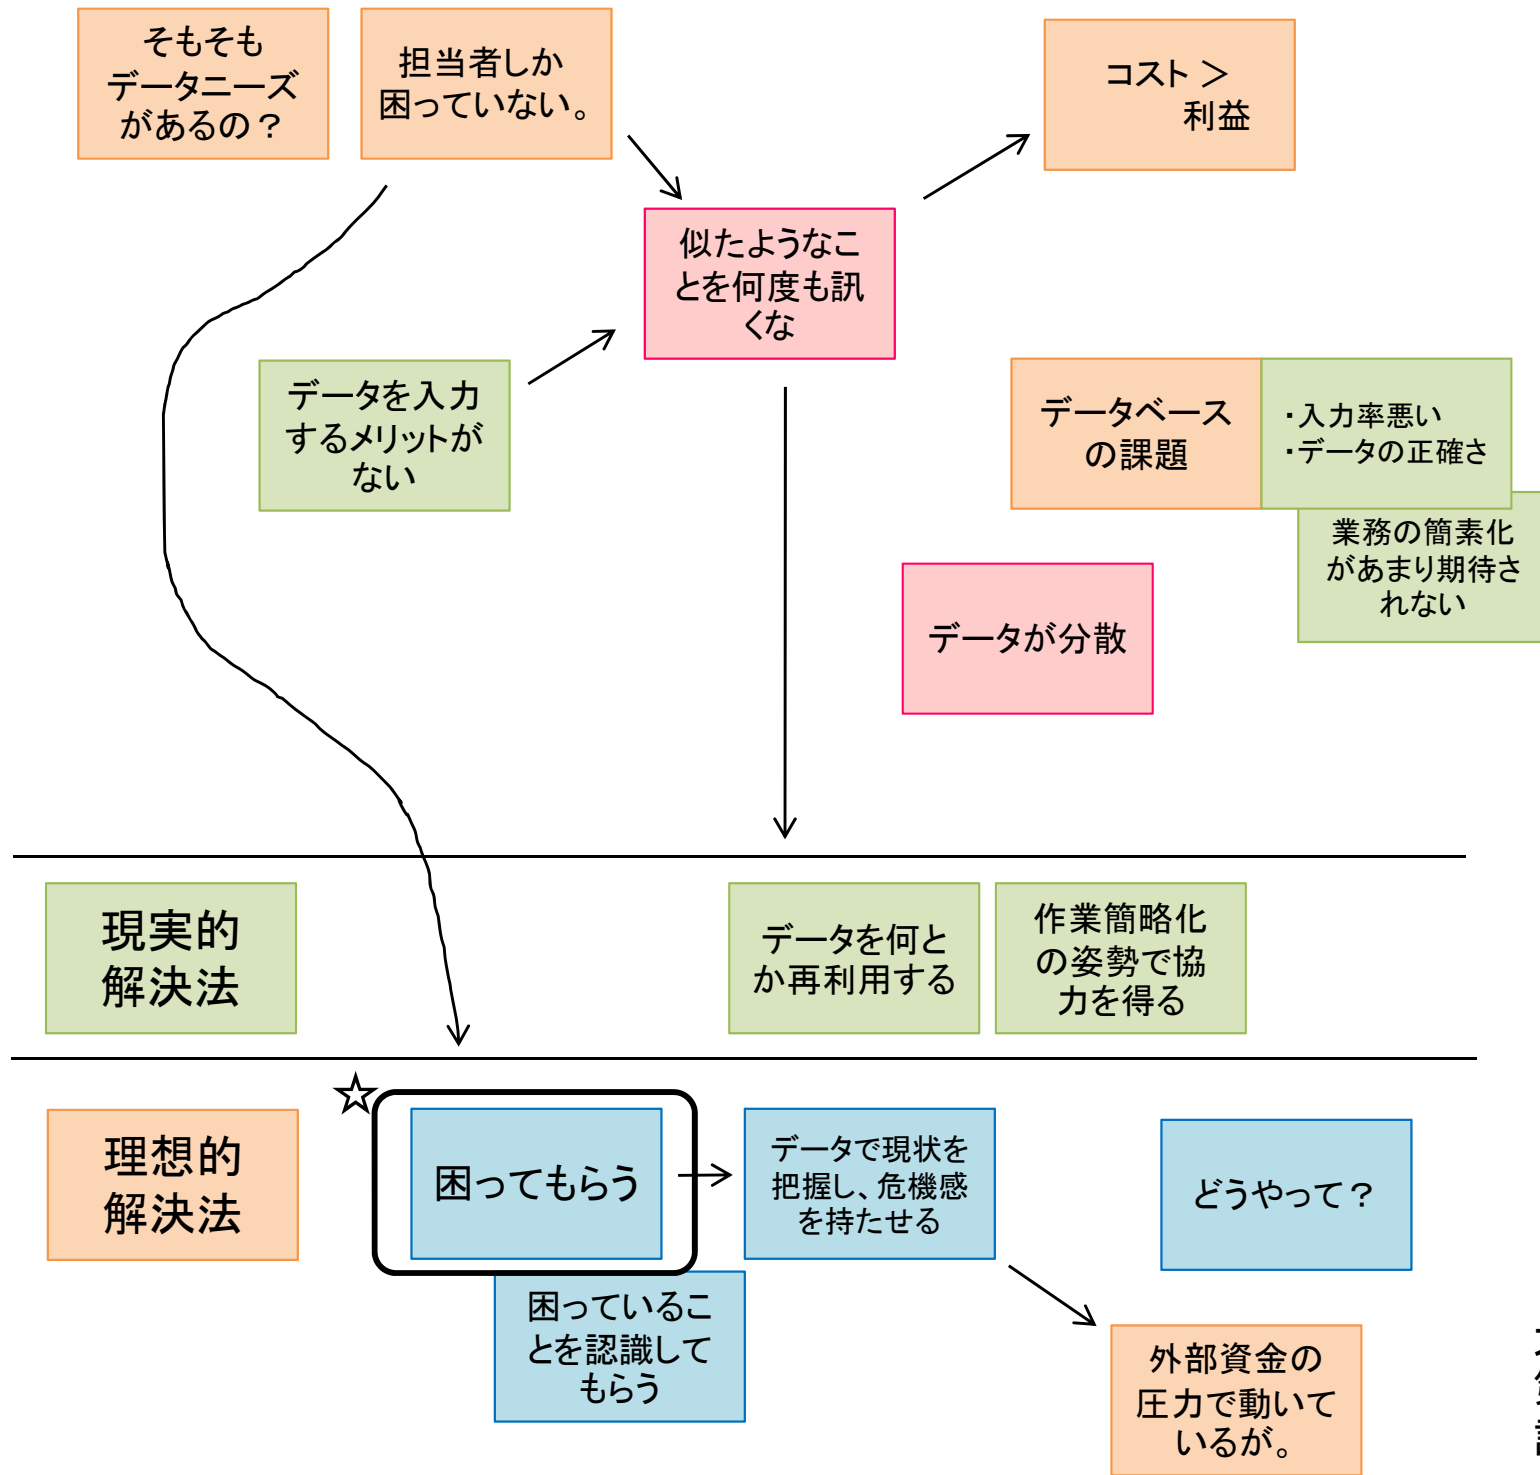 そもそも
データニーズ
があるの？
担当者しか
困っていない。
コスト ＞
利益
似たようなこ
とを何度も訊
くな
データを入力
するメリットが
ない
データベース
の課題
・入力率悪い
・データの正確さ
業務の簡素化
があまり期待さ
れない
データが分散
現実的
解決法
データを何と
か再利用する
作業簡略化
の姿勢で協
力を得る
理想的
解決法
困ってもらう
データで現状を
把握し、危機感
を持たせる
どうやって？
困っているこ
とを認識して
もらう
外部資金の
圧力で動いて
いるが。